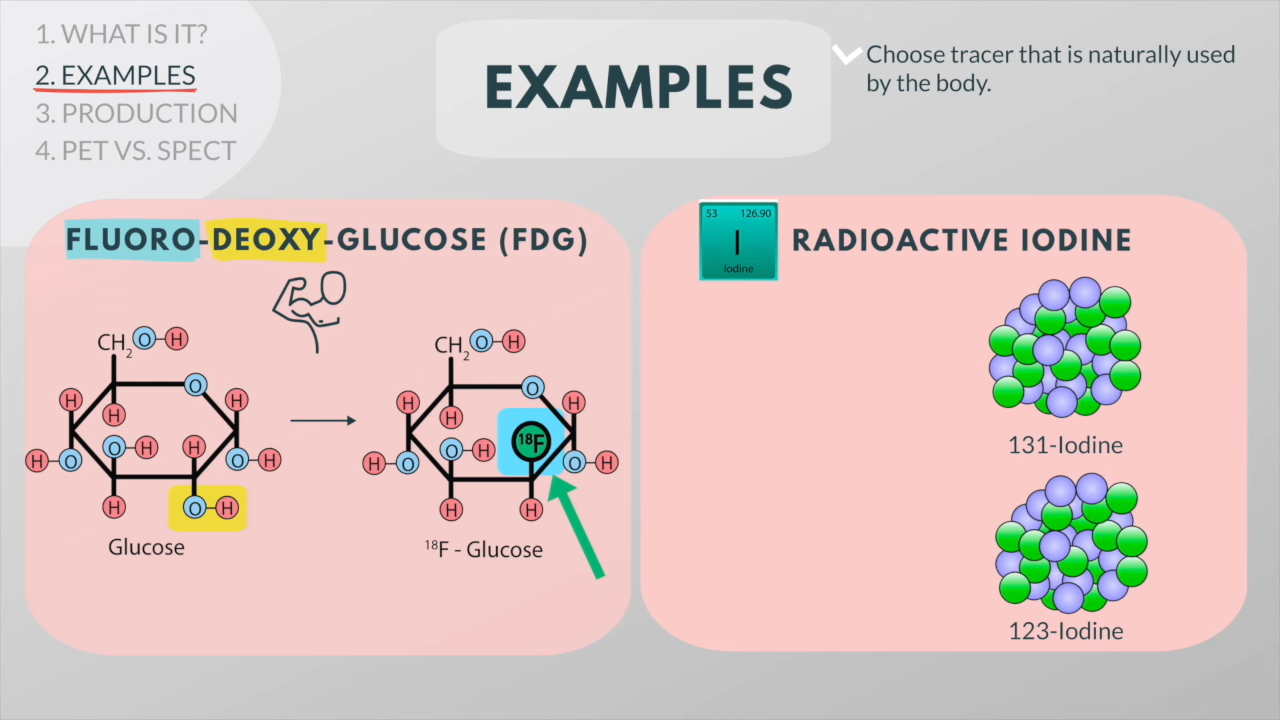 1. WHAT IS IT?
2. EXAMPLES
3. PRODUCTION
4. PET VS. SPECT
EXAMPLES
Choose tracer that is naturally used
by the body.
FLUORO-DEOXY-GLUCOSE (FDG)
CH2 O H
O
H H
H
O H H
H O O H
H O H
Glucose
CH2 O H
O
H H
H
18F
O H
H O O H
H H
18F - Glucose
53 126.90
I
Iodine
RADIOACTIVE IODINE
131-Iodine
123-Iodine